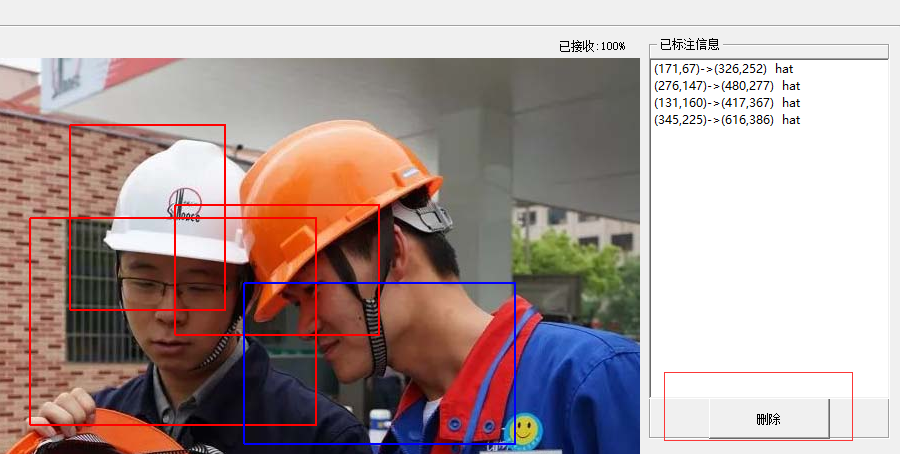 已接收:100%
已标注信息
(171,67)->(326,252) hat
(276,147)->(480,277) hat
(131,160)->(417,367) hat
(345,225)->(616,386) hat
删除